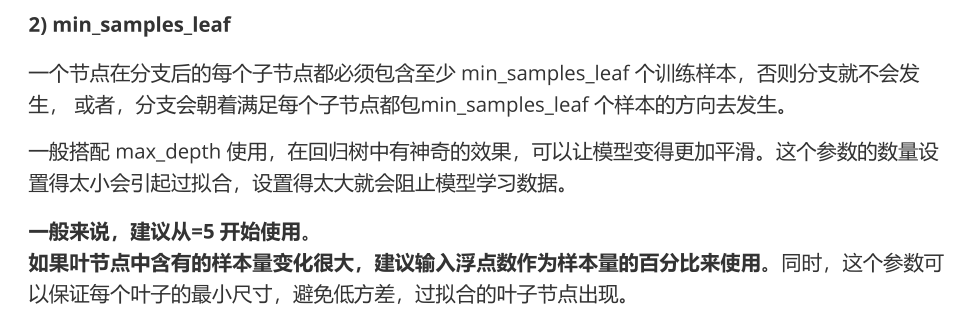 2) min_samples_leaf
一个节点在分支后的每个子节点都必须包含至少 min_samples_leaf 个训练样本，否则分支就不会发
生， 或者，分支会朝着满足每个子节点都包min_samples_leaf 个样本的方向去发生。
一般搭配 max_depth 使用，在回归树中有神奇的效果，可以让模型变得更加平滑。这个参数的数量设
置得太小会引起过拟合，设置得太大就会阻止模型学习数据。
一般来说，建议从=5 开始使用。
如果叶节点中含有的样本量变化很大，建议输入浮点数作为样本量的百分比来使用。同时，这个参数可
以保证每个叶子的最小尺寸，避免低方差，过拟合的叶子节点出现。